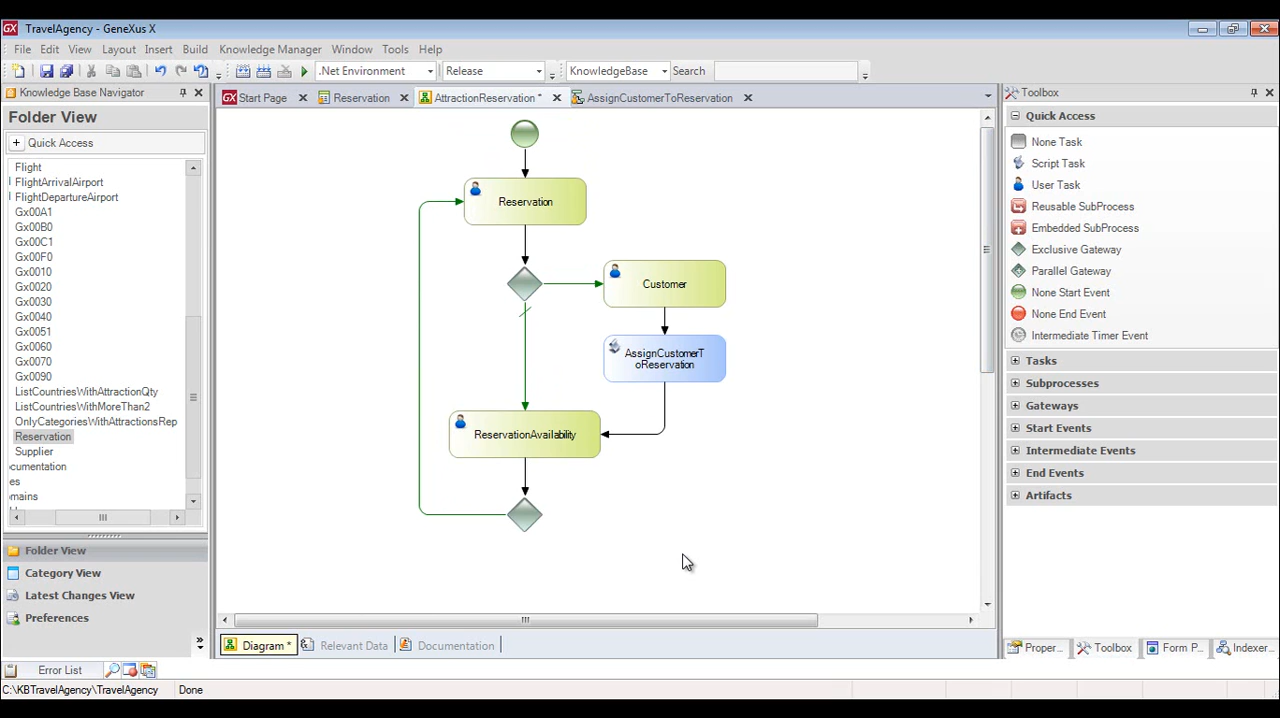 GX TravelAgency - GeneXus X
File Edit View Layout Insert Build Knowledge Manager Window Tools Help
.Net Environment Release KnowledgeBase Search
Knowledge Base Navigator
Folder View
Quick Access
Flight
FlightArrivalAirport
FlightDepartureAirport
Gx00A1
Gx00B0
Gx00C1
Gx00F0
Gx0010
Gx0020
Gx0030
Gx0040
Gx0051
Gx0060
Gx0070
Gx0090
ListCountriesWithAttractionQty
ListCountriesWithMoreThan2
OnlyCategoriesWithAttractionsRep
Reservation
Supplier
ocumentation
es
mains
Folder View
Category View
Latest Changes View
Preferences
GX Start Page Reservation AttractionReservation * AssignCustomerToReservation
Reservation
Customer
AssignCustomerT
oReservation
ReservationAvailability
Diagram * Relevant Data Documentation
Toolbox
Quick Access
None Task
Script Task
User Task
Reusable SubProcess
Embedded SubProcess
Exclusive Gateway
Parallel Gateway
None Start Event
None End Event
Intermediate Timer Event
Tasks
Subprocesses
Gateways
Start Events
Intermediate Events
End Events
Artifacts
Proper... Toolbox Form P... Indexer...
Error List
C:\KBTravelAgency\TravelAgency Done